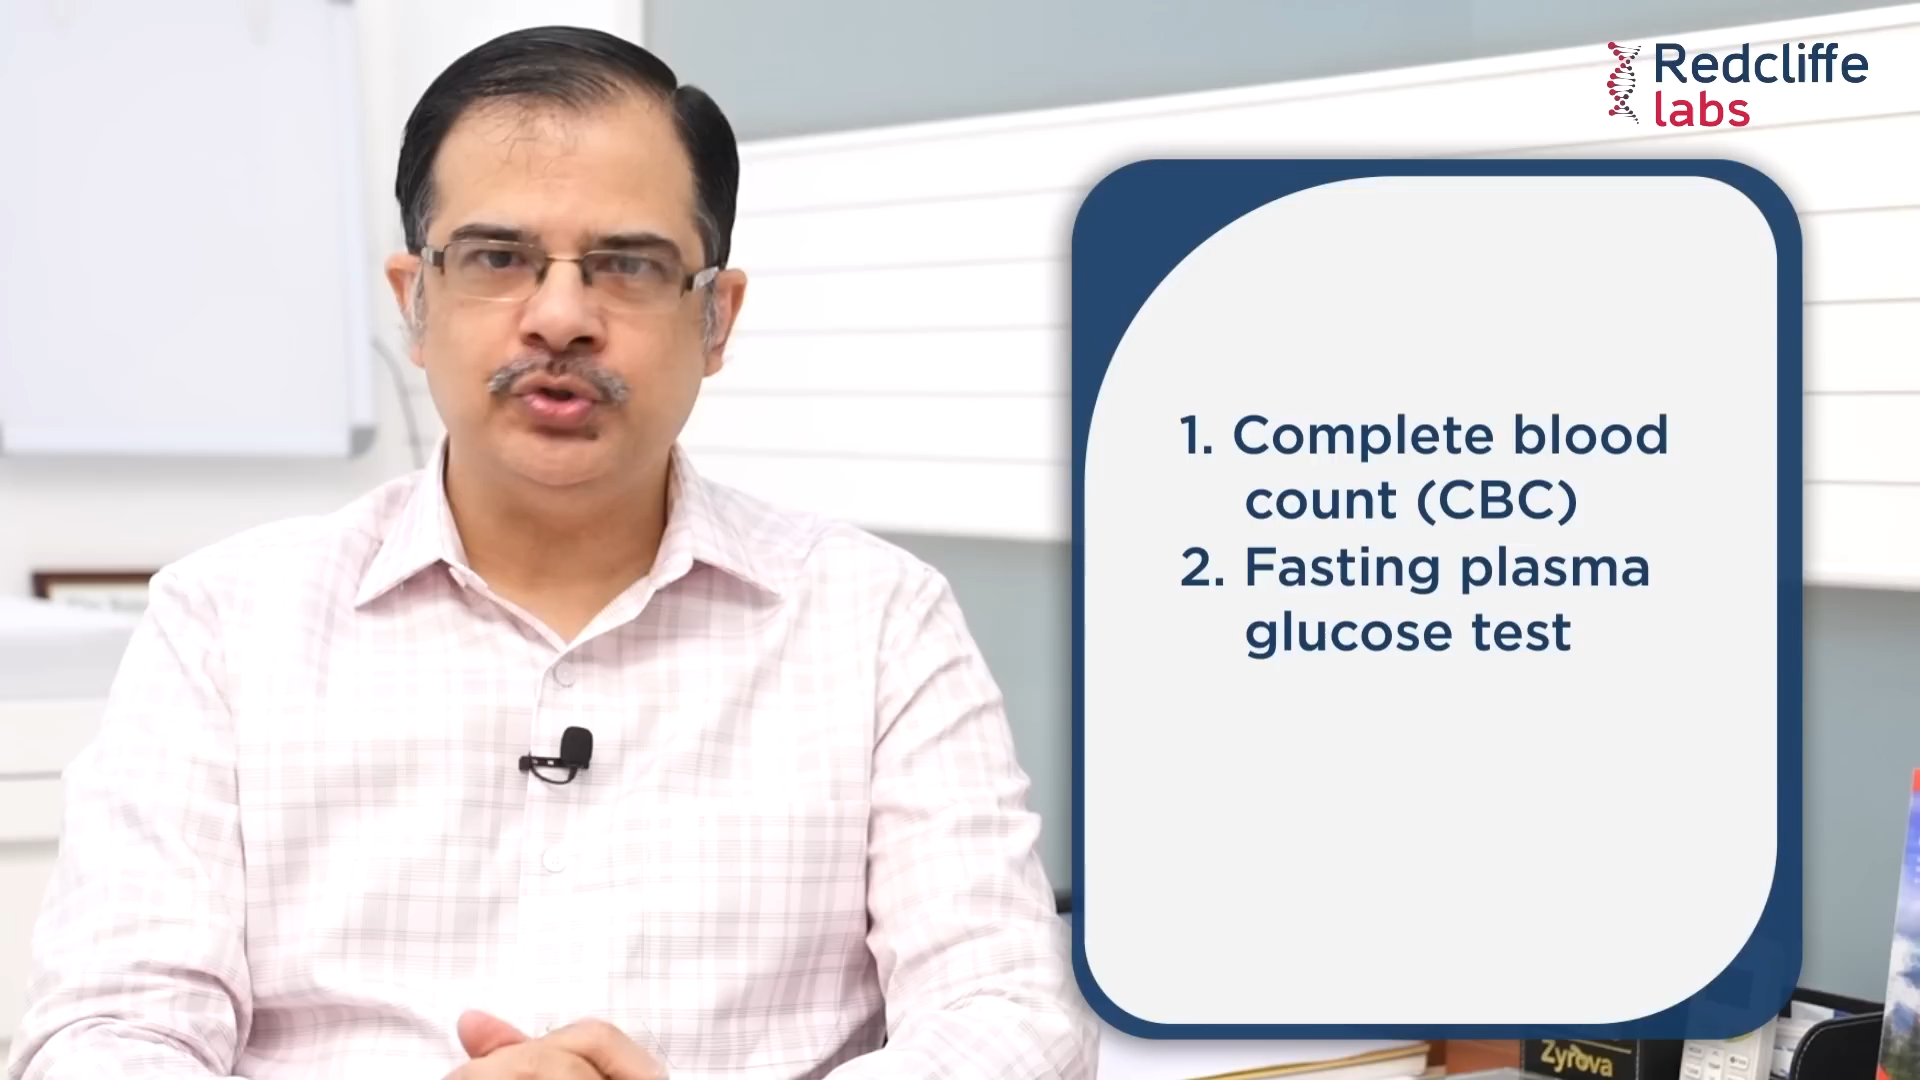 Redcliffe
labs
1. Complete blood
count (CBC)
2. Fasting plasma
glucose test
Zyrova